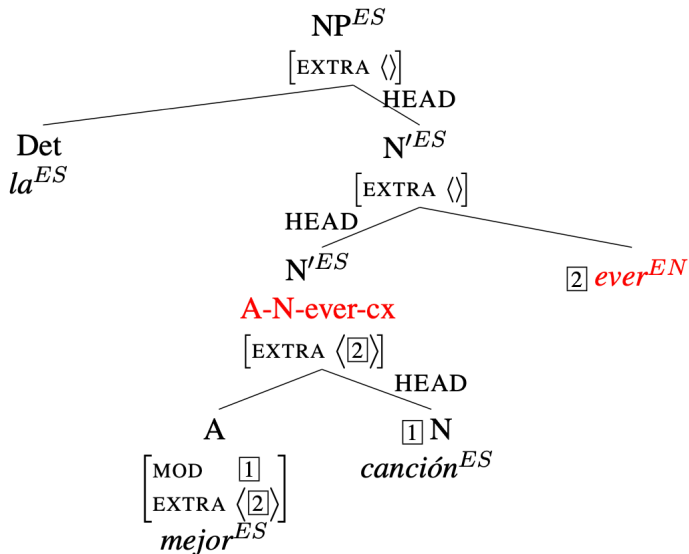 NP^ES
[EXTRA ⟨⟩]
HEAD
Det N′^ES
la^ES [EXTRA ⟨⟩]
HEAD
N′^ES [2] ever^EN
A-N-ever-cx
[EXTRA ⟨[2]⟩]
HEAD
A [1] N
[MOD [1] canción^ES
EXTRA ⟨[2]⟩]
mejor^ES